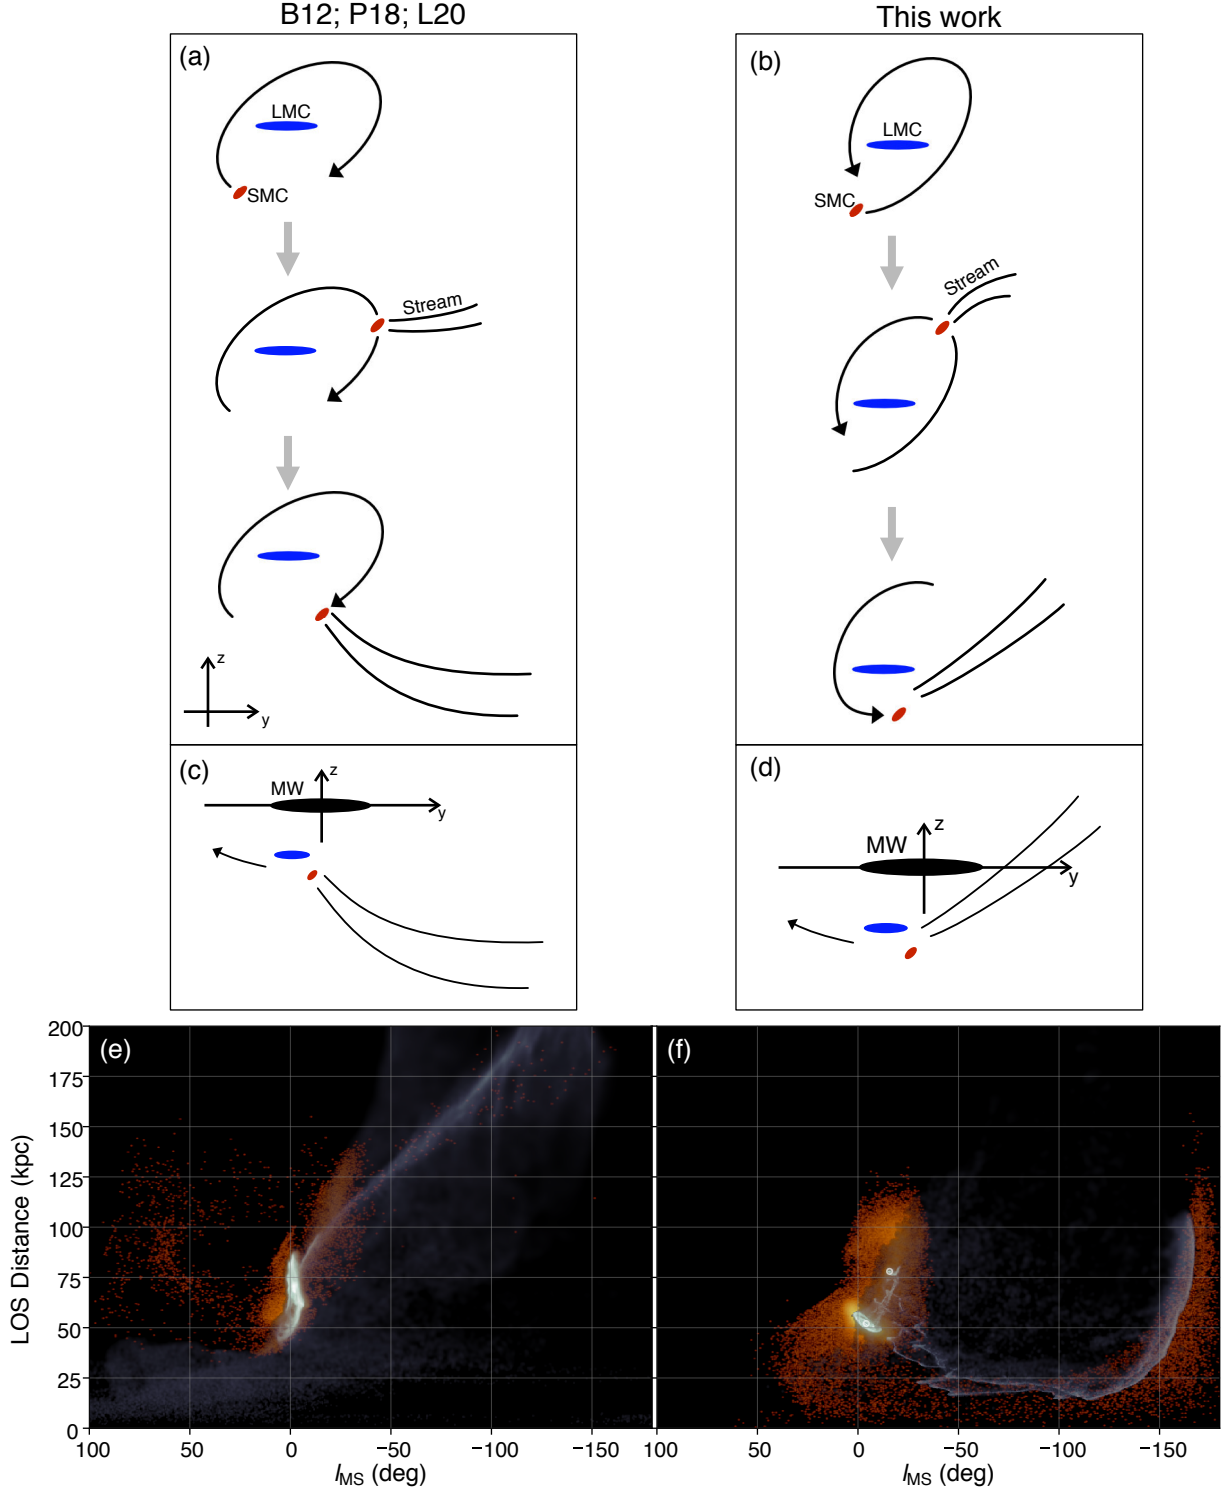 B12; P18; L20
This work
(a)
LMC
SMC
Stream
z
y
(b)
LMC
SMC
Stream
(c)
MW
z
y
(d)
MW
z
y
(e)
(f)
LOS Distance (kpc)
200
175
150
125
100
75
50
25
0
100 50 0 −50 −100 −150
100 50 0 −50 −100 −150
lMS (deg)
lMS (deg)